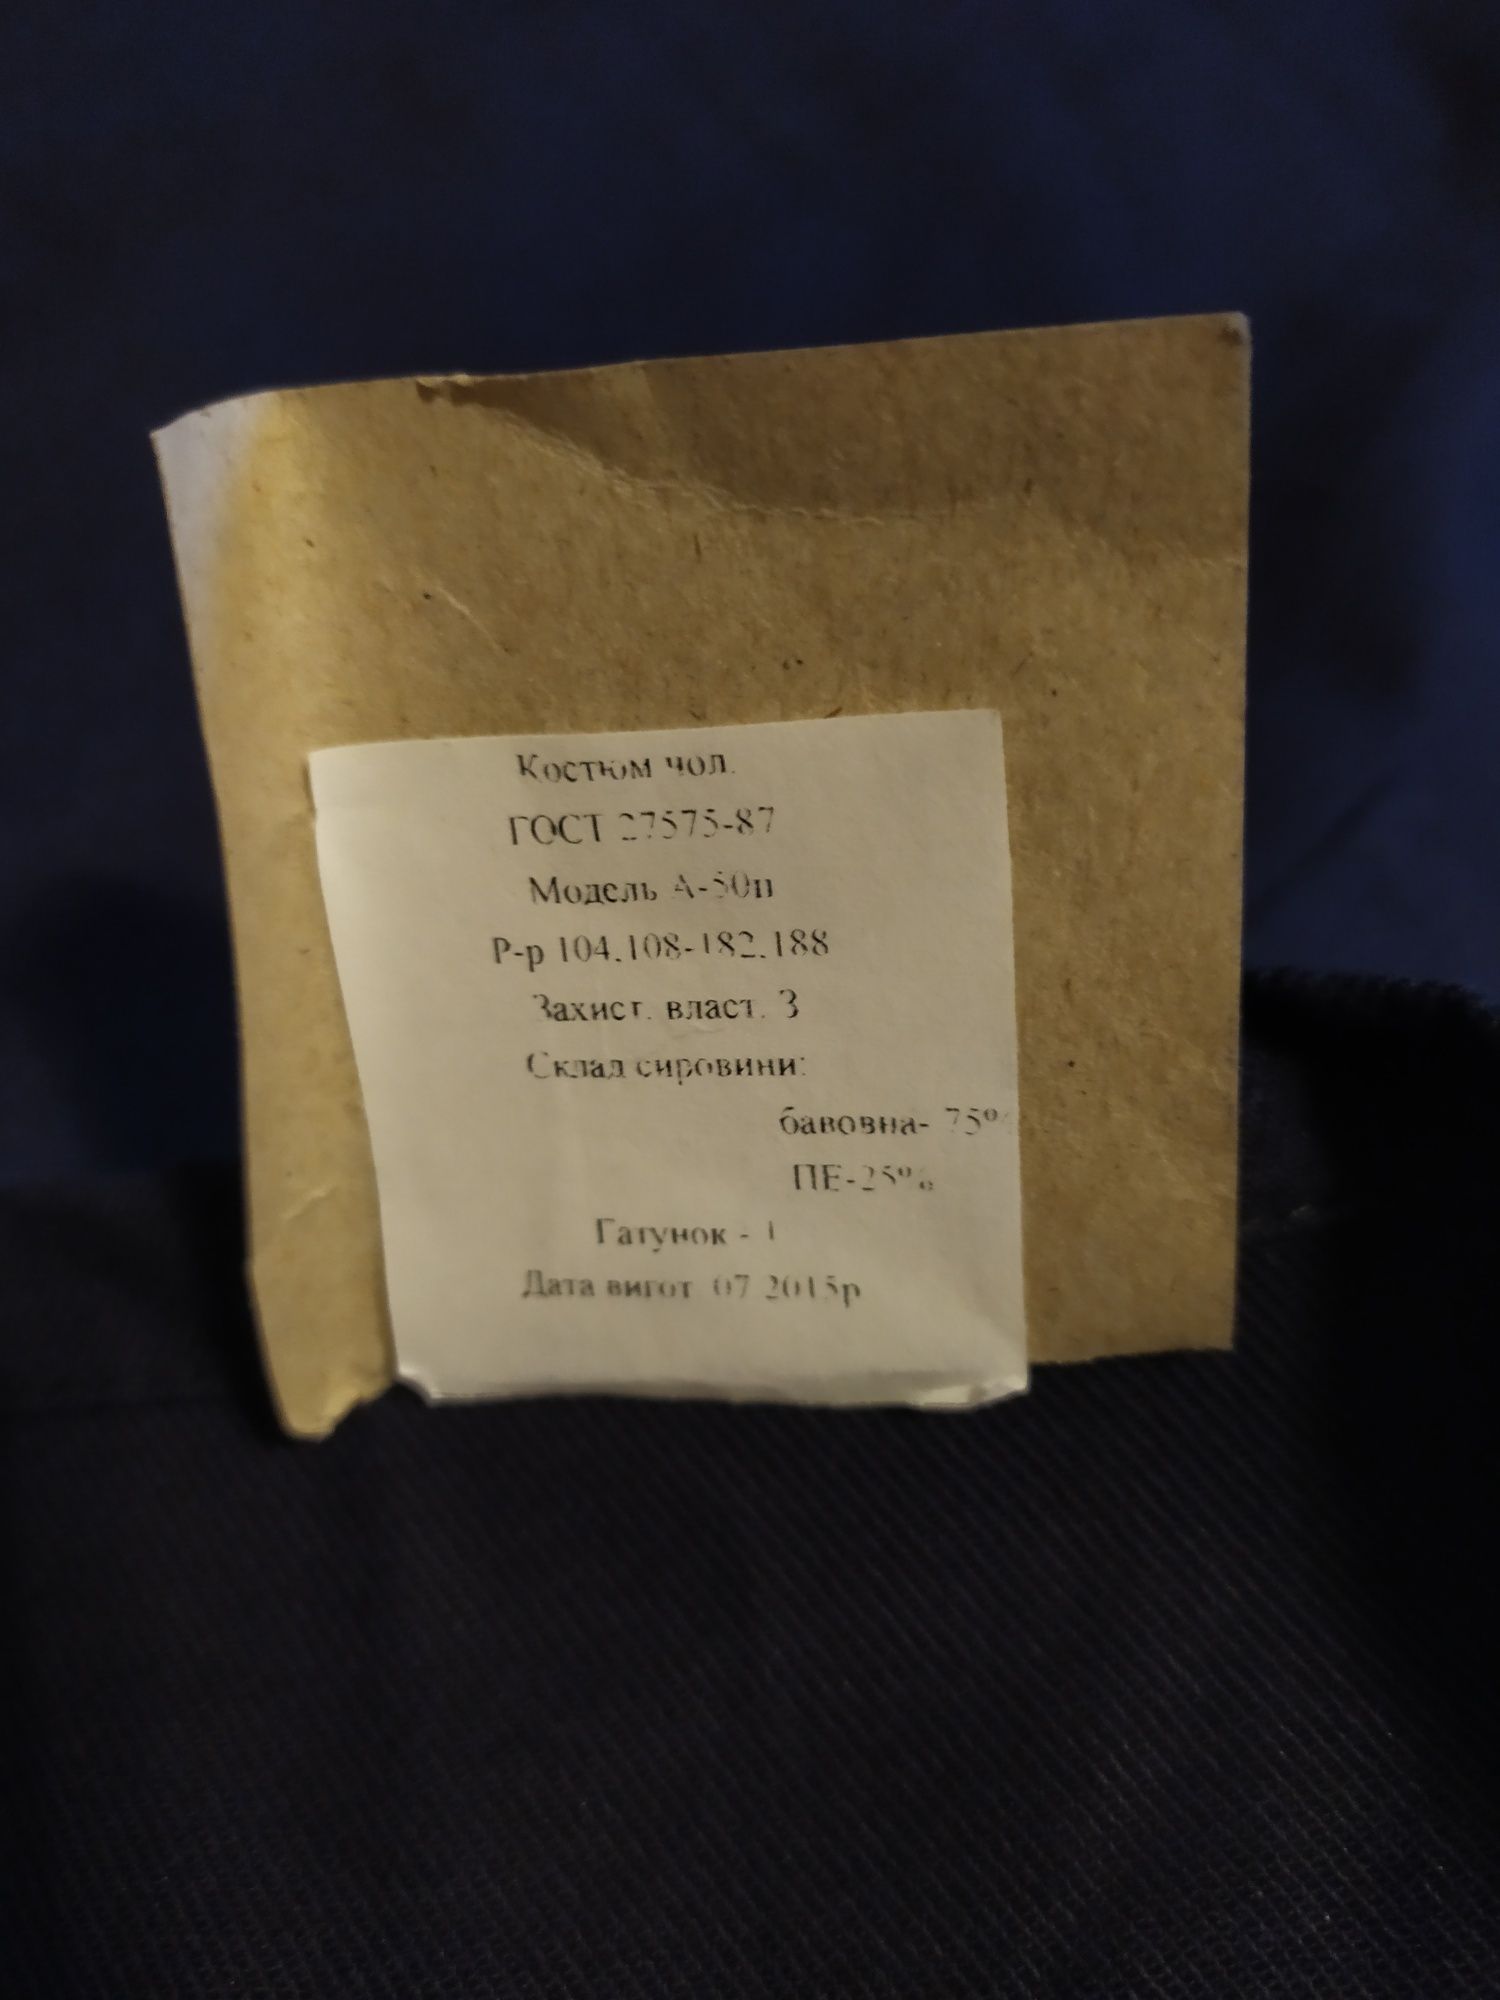 Костюм чол.
ГОСТ 27575-87
Модель А-50п
Р-р 104.108-182.188
Захист. власт. З
Склад сировини:
бавовна- 75%
ПЕ-25%
Гатунок - 1
Дата вигот 07 2015р